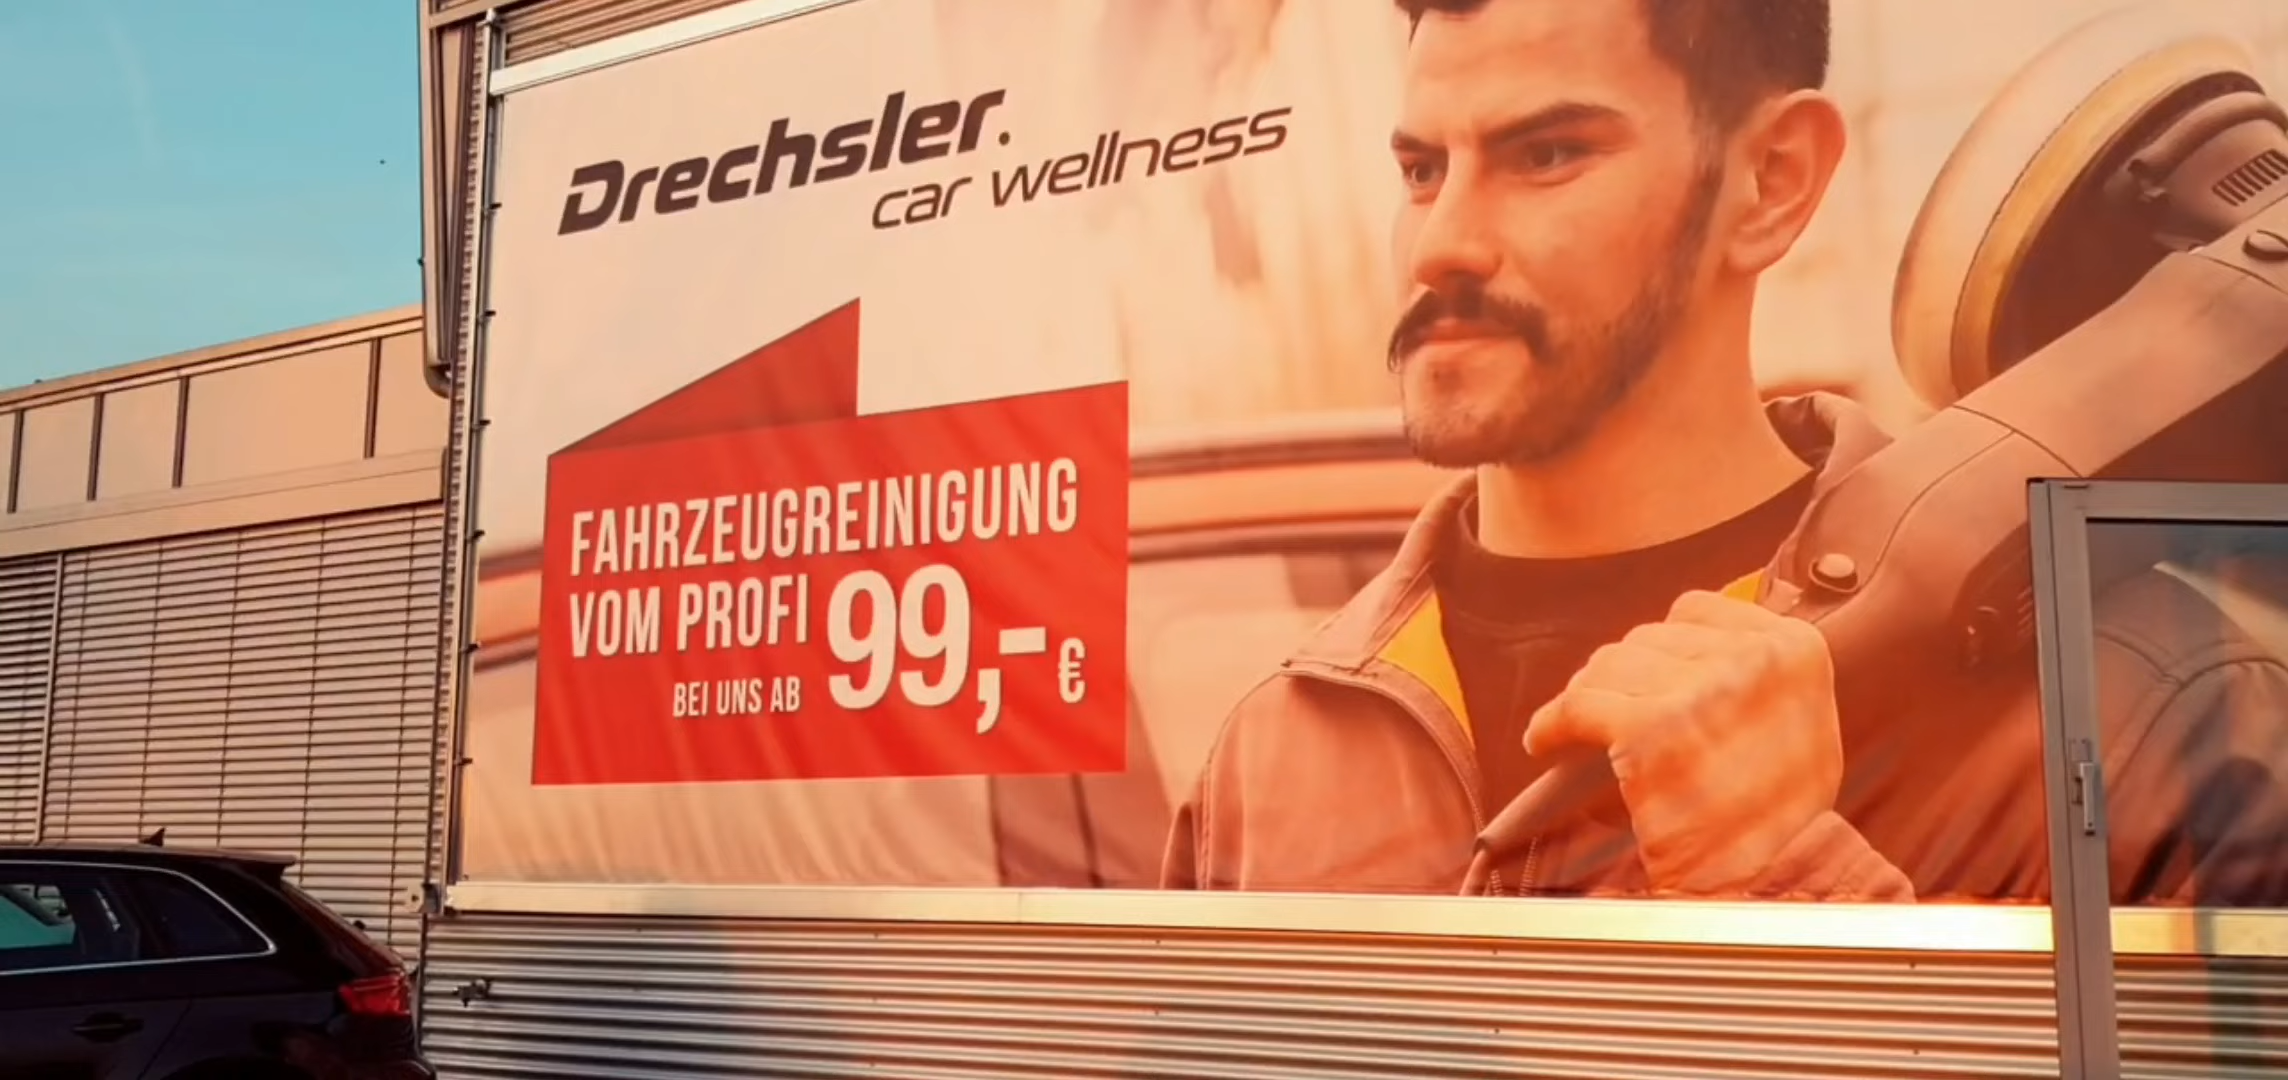 Drechsler.
car wellness
FAHRZEUGREINIGUNG
VOM PROFI
BEI UNS AB 99,- €